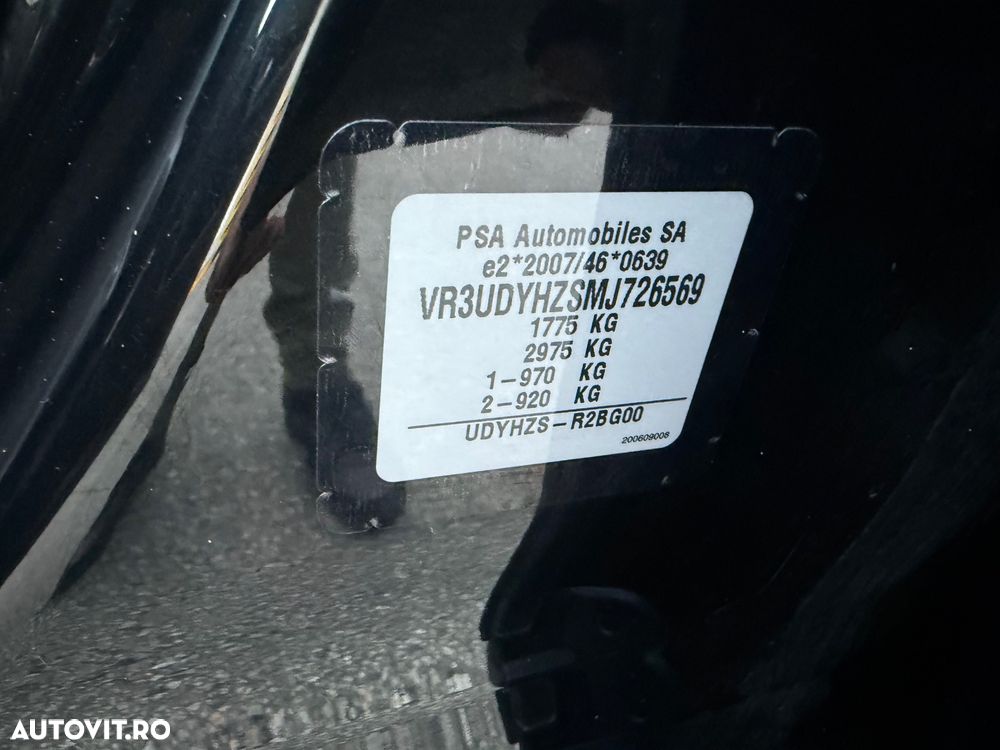 PSA Automobiles SA
e2*2007/46*0639
VR3UDYHZSMJ726569
1775 KG
2975 KG
1-970 KG
2-920 KG
UDYHZS-R2BG00
200609008
AUTOVIT.RO